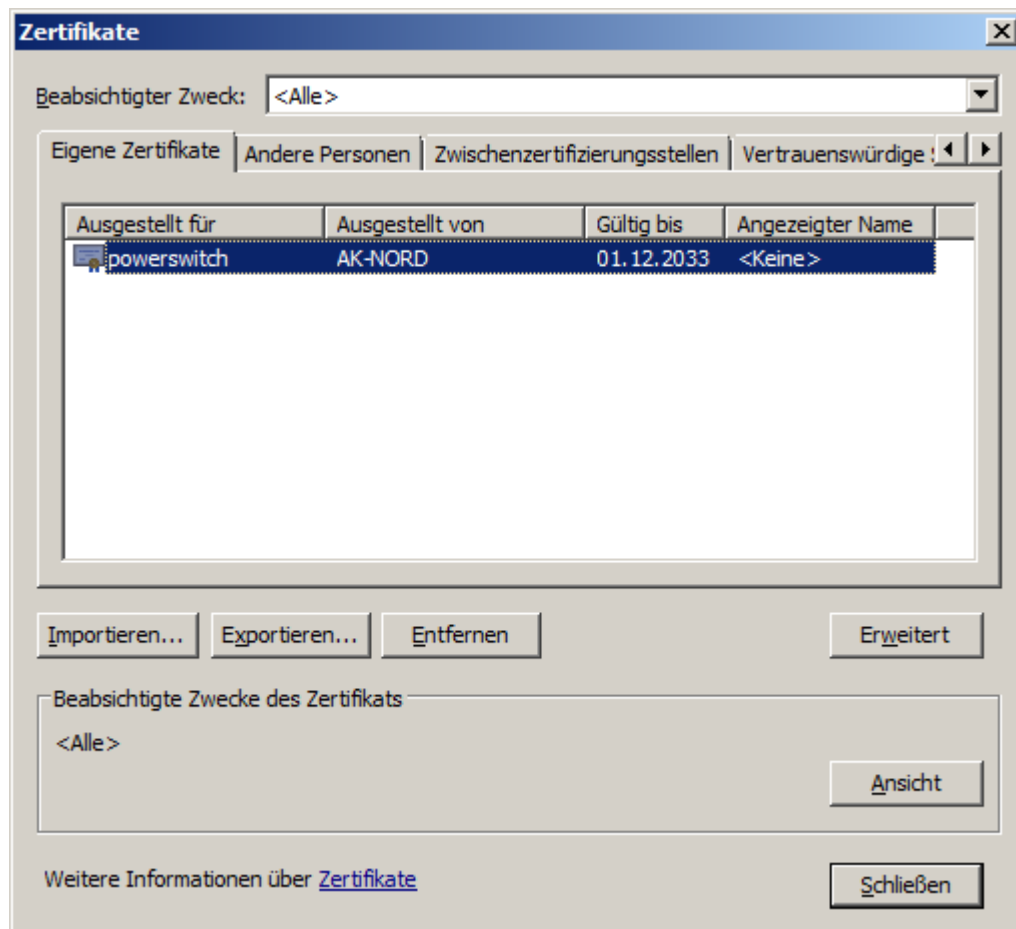 Zertifikate
Beabsichtigter Zweck: <Alle>
Eigene Zertifikate Andere Personen Zwischenzertifizierungsstellen Vertrauenswürdige
Ausgestellt für Ausgestellt von Gültig bis Angezeigter Name
powerswitch AK-NORD 01.12.2033 <Keine>
Importieren... Exportieren... Entfernen Erweitert
Beabsichtigte Zwecke des Zertifikats
<Alle>
Ansicht
Weitere Informationen über Zertifikate
Schließen